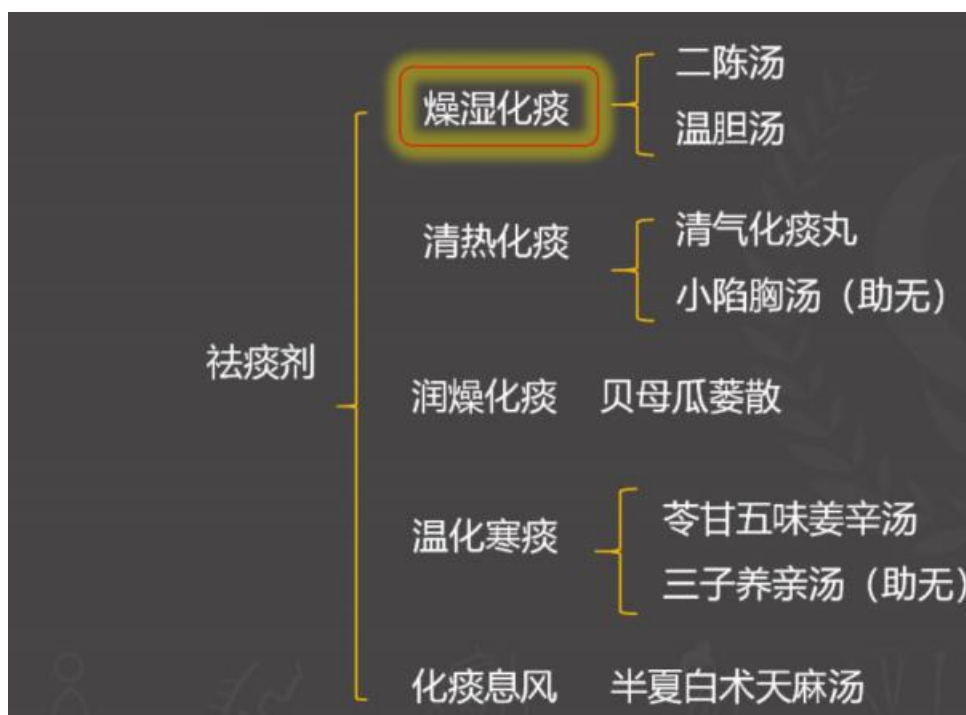 二陈汤
燥湿化痰
温胆汤
清气化痰丸
清热化痰
小陷胸汤（助无）
祛痰剂
润燥化痰 贝母瓜蒌散
苓甘五味姜辛汤
温化寒痰
三子养亲汤（助无）
化痰息风 半夏白术天麻汤